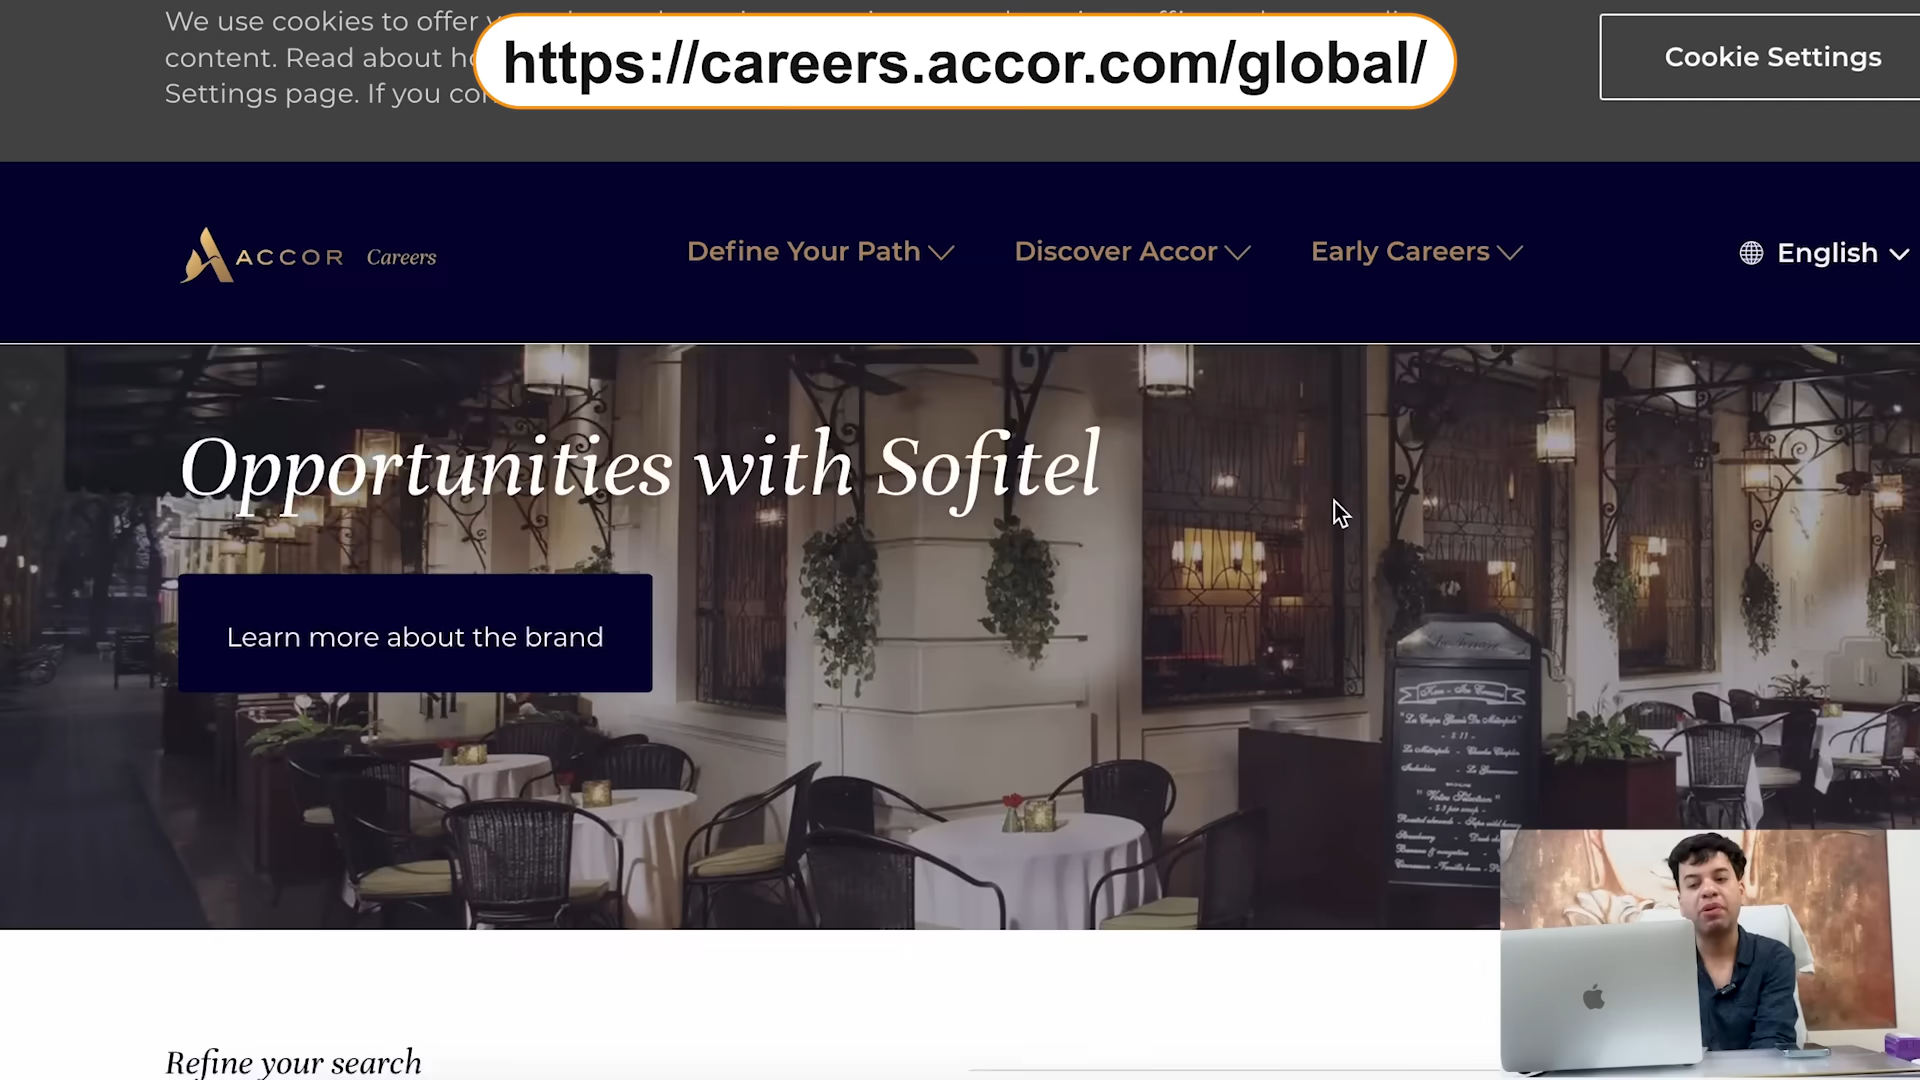 We use cookies to offer
https://careers.accor.com/global/
content. Read about
Settings page. If you
Cookie Settings
ACCOR Careers
Define Your Path
Discover Accor
Early Careers
English
Opportunities with Sofitel
Learn more about the brand
Refine your search